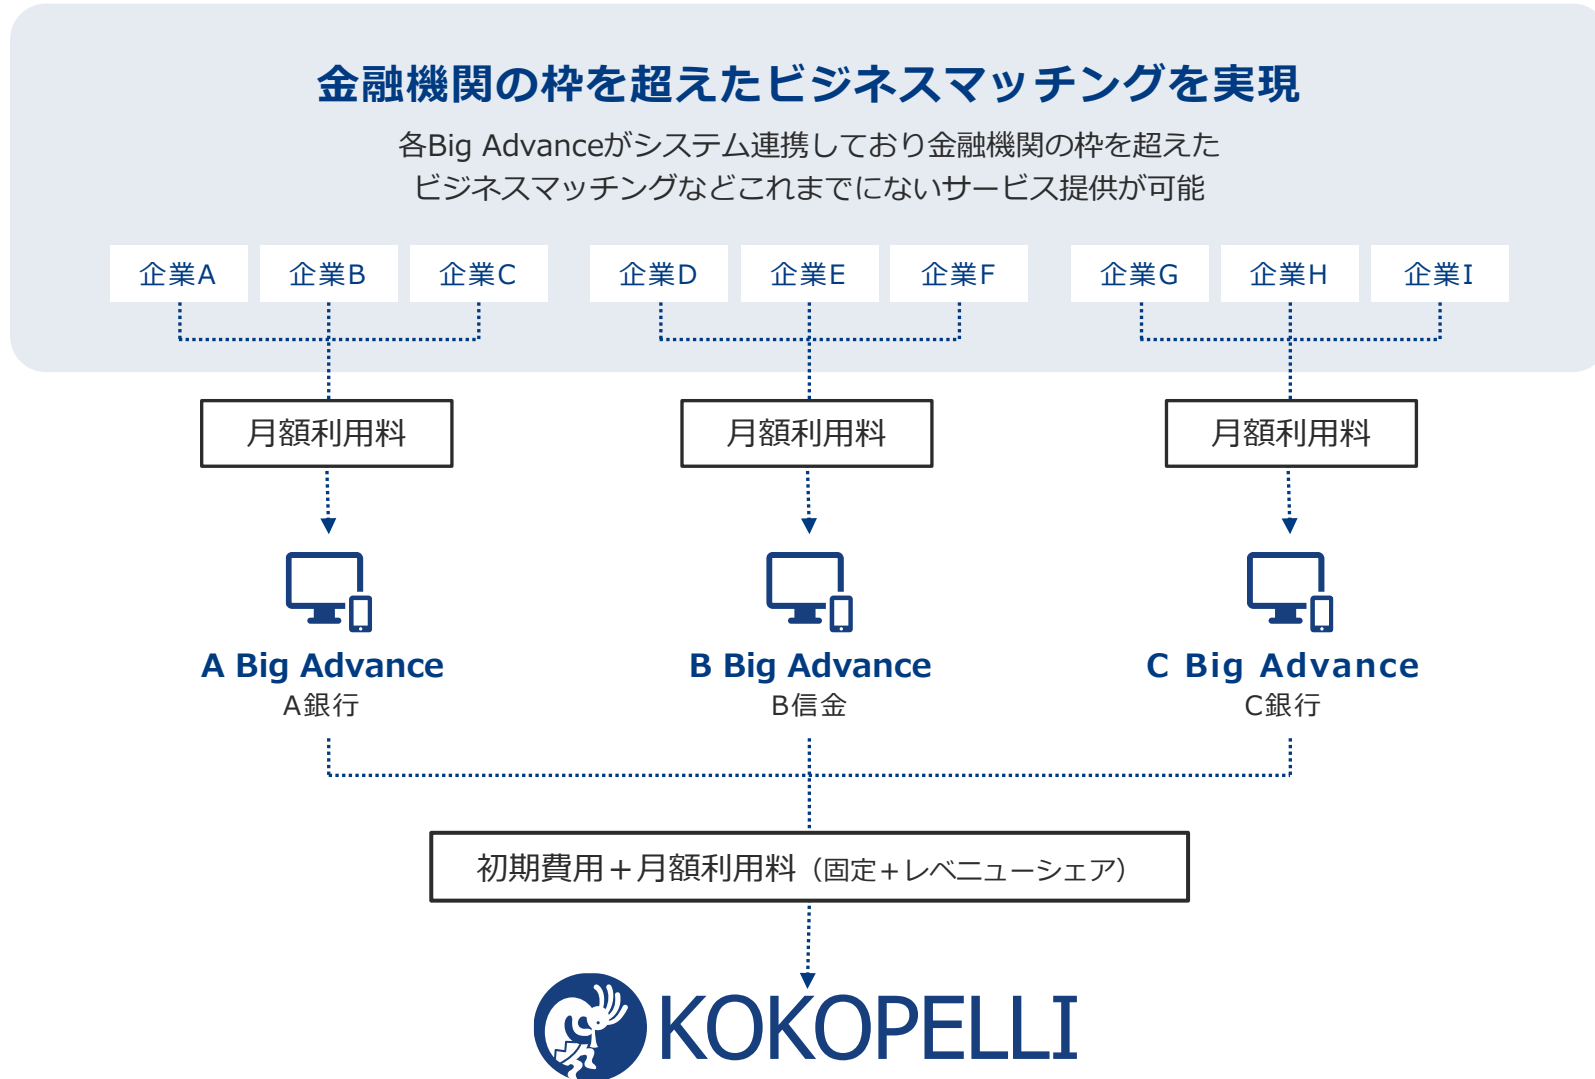 金融機関の枠を超えたビジネスマッチングを実現
各Big Advanceがシステム連携しており金融機関の枠を超えた
ビジネスマッチングなどこれまでにないサービス提供が可能
企業A 企業B 企業C 企業D 企業E 企業F 企業G 企業H 企業I
月額利用料 月額利用料 月額利用料
A Big Advance B Big Advance C Big Advance
A銀行 B信金 C銀行
初期費用＋月額利用料（固定＋レベニューシェア）
KOKOPELLI